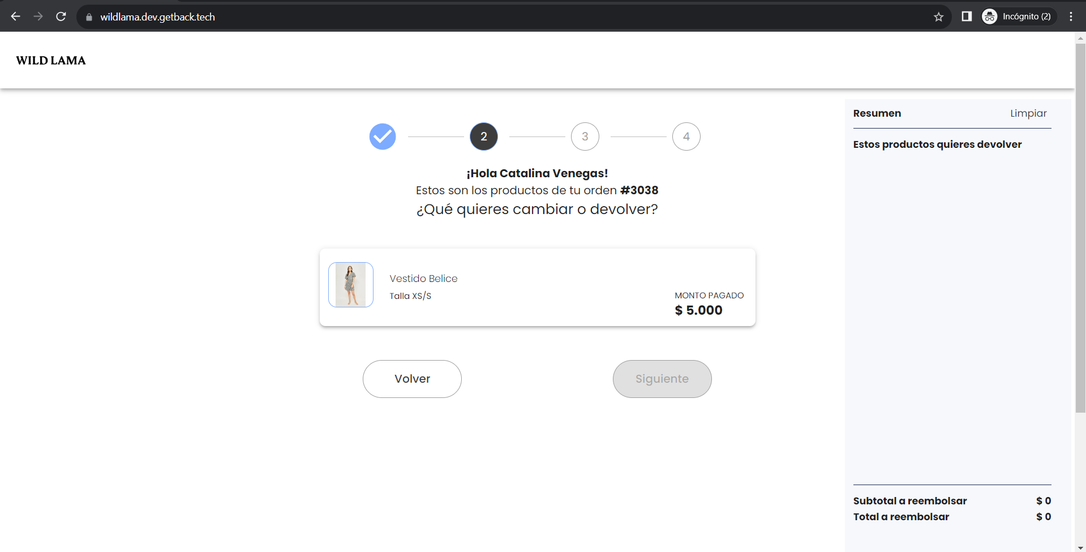 wildlama.dev.getback.tech
Incógnito (2)
WILD LAMA
2
3
4
¡Hola Catalina Venegas!
Estos son los productos de tu orden #3038
¿Qué quieres cambiar o devolver?
Vestido Belice
Talla XS/S
MONTO PAGADO
$ 5.000
Volver
Siguiente
Resumen
Limpiar
Estos productos quieres devolver
Subtotal a reembolsar $ 0
Total a reembolsar $ 0